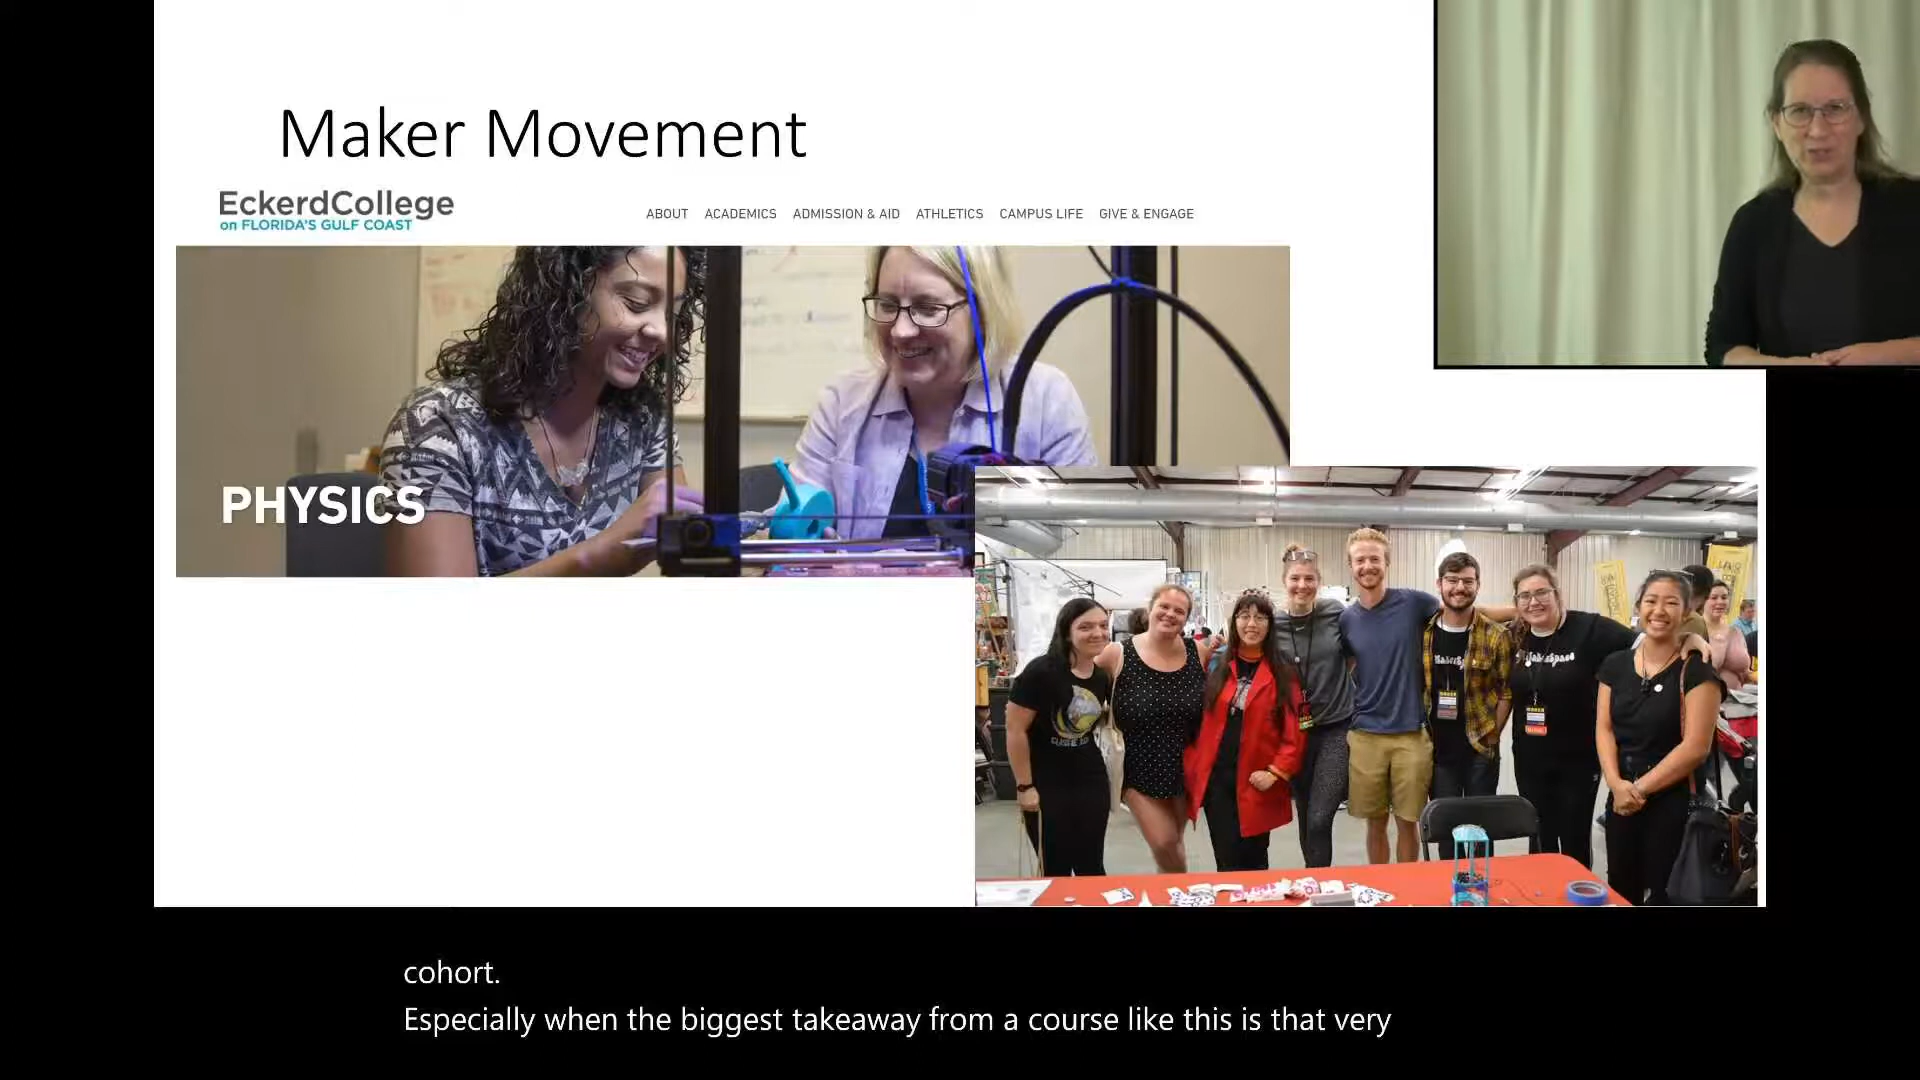 Maker Movement
EckerdCollege
on FLORIDA'S GULF COAST
ABOUT ACADEMICS ADMISSION & AID ATHLETICS CAMPUS LIFE GIVE & ENGAGE
PHYSICS
cohort.
Especially when the biggest takeaway from a course like this is that very